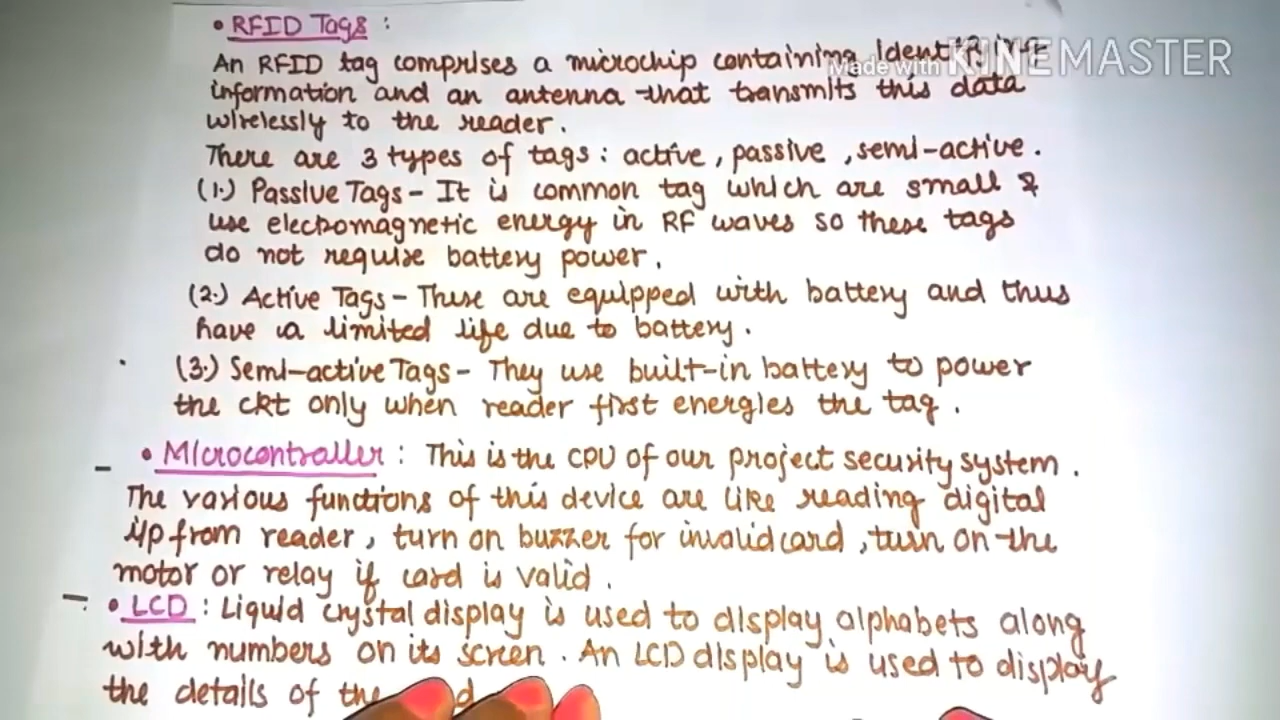 • RFID Tags :
An RFID tag comprises a microchip containing
Made with KINEMASTER
information and an antenna that transmits this data
wirelessly to the reader.
There are 3 types of tags : active, passive, semi-active.
(1.) Passive Tags - It is common tag which are small &
use electromagnetic energy in RF waves so these tags
do not require battery power.
(2.) Active Tags - These are equipped with battery and thus
have a limited life due to battery.
(3.) Semi-active Tags - They use built-in battery to power
the ckt only when reader first energies the tag.
• Microcontroller : This is the CPU of our project security system.
The various functions of this device are like reading digital
i/p from reader, turn on buzzer for invalid card, turn on the
motor or relay if card is valid.
• LCD : Liquid crystal display is used to display alphabets along
with numbers on its screen. An LCD display is used to display
the details of the